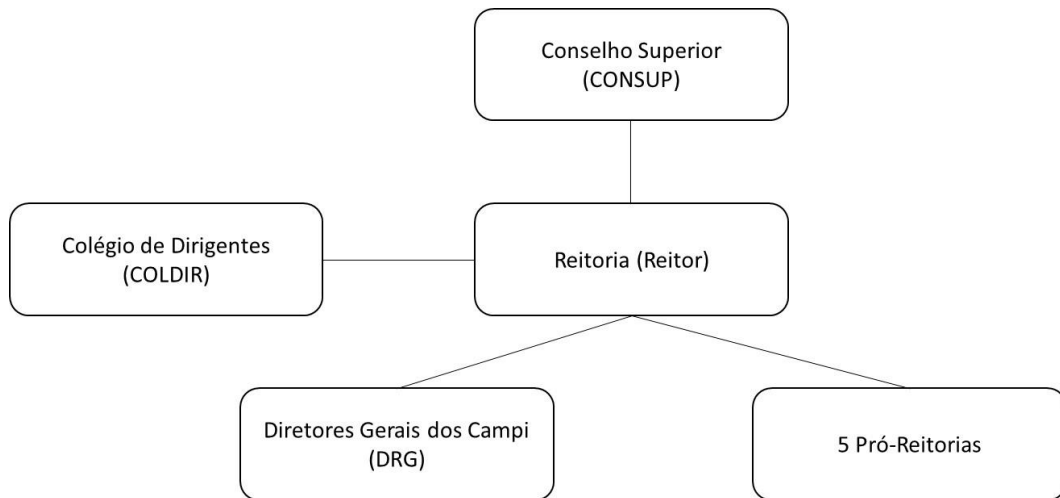 Conselho Superior
(CONSUP)
Colégio de Dirigentes
(COLDIR)
Reitoria (Reitor)
Diretores Gerais dos Campi
(DRG)
5 Pró-Reitorias